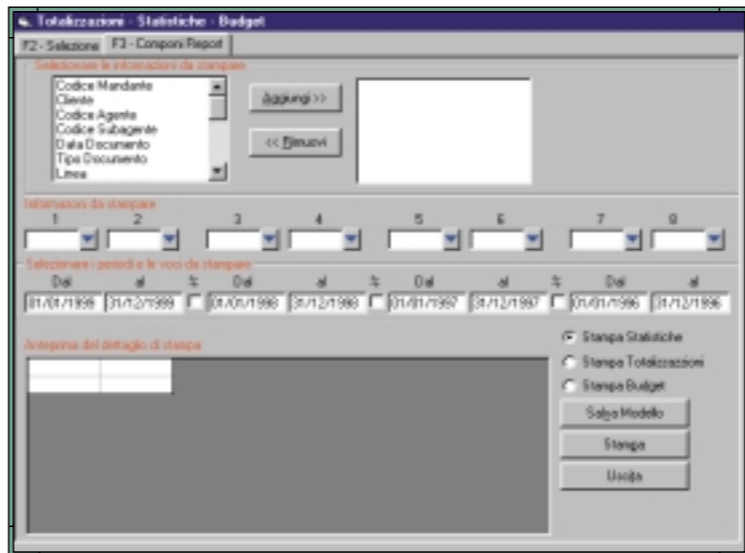 Totalizzazioni - Statistiche - Budget
F2 - Selezione F3 - Componi Report
Selezionare le informazioni da stampare
Codice Mandante
Cliente
Codice Agente
Codice Subagente
Data Documento
Tipo Documento
Linea
Aggiungi >>
<< Rimuovi
Informazioni da stampare
1 2 3 4 5 6 7 8
Selezionare i periodi e le voci da stampare
Dal al % Dal al % Dal al % Dal al
01/01/1999 31/12/1999 01/01/1998 31/12/1998 01/01/1997 31/12/1997 01/01/1996 31/12/1996
Anteprima del dettaglio di stampa
Stampa Statistiche
Stampa Totalizzazioni
Stampa Budget
Salva Modello
Stampa
Uscita